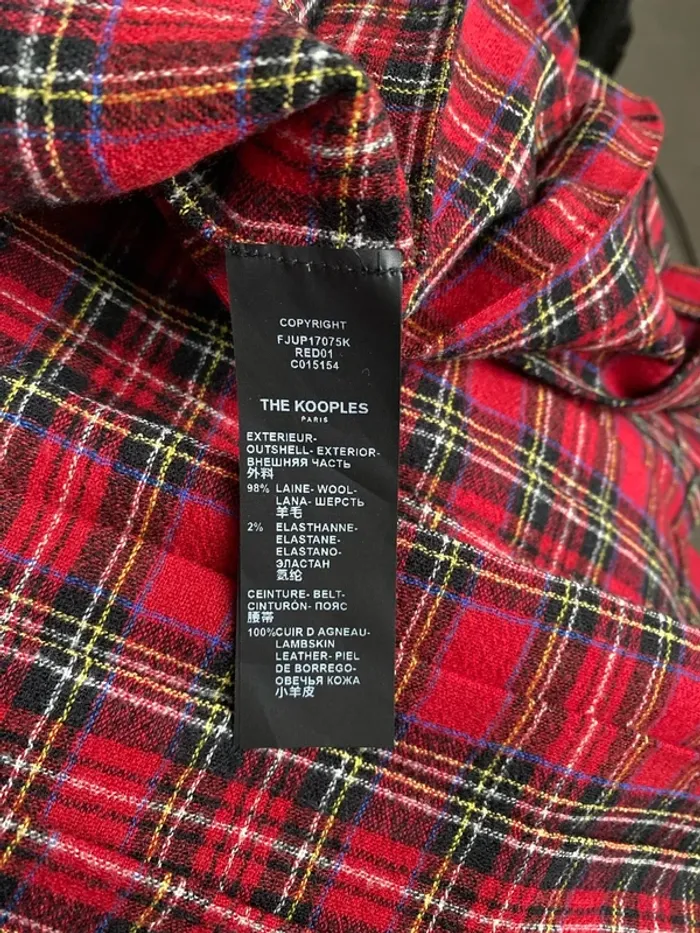 COPYRIGHT
FJUP17075K
RED01
C015154
THE KOOPLES
PARIS
EXTERIEUR-
OUTSHELL- EXTERIOR-
ВНЕШНЯЯ ЧАСТЬ
外料
98% LAINE- WOOL-
LANA- ШЕРСТЬ
羊毛
2% ELASTHANNE-
ELASTANE-
ELASTANO-
ЭЛАСТАН
氨纶
CEINTURE- BELT-
CINTURÓN- ПОЯС
腰带
100%CUIR D AGNEAU-
LAMBSKIN
LEATHER- PIEL
DE BORREGO-
ОВЕЧЬЯ КОЖА
小羊皮